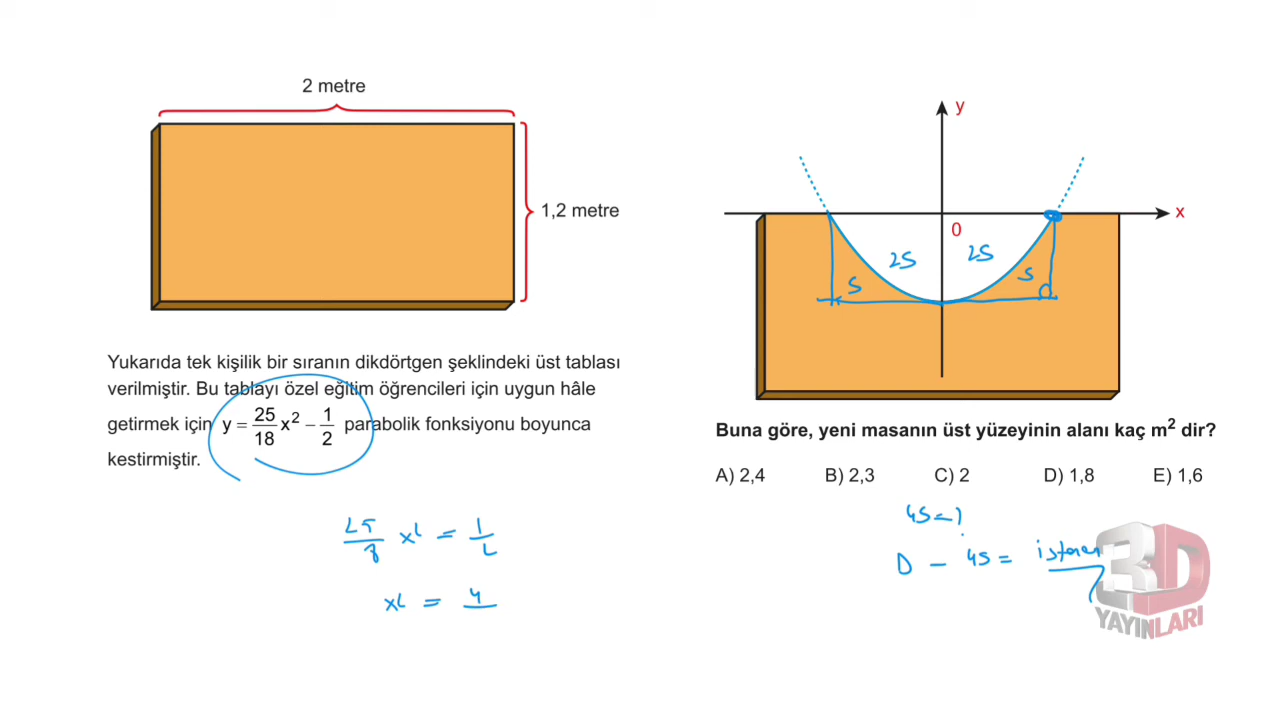 2 metre
1,2 metre
Yukarıda tek kişilik bir sıranın dikdörtgen şeklindeki üst tablası
verilmiştir. Bu tablayı özel eğitim öğrencileri için uygun hâle
getirmek için y = 25/18 x² − 1/2 parabolik fonksiyonu boyunca
kestirmiştir.
y
x
0
2S 2S
S S
Buna göre, yeni masanın üst yüzeyinin alanı kaç m² dir?
A) 2,4 B) 2,3 C) 2 D) 1,8 E) 1,6
4S = ?
D − 4S =
x² = 4
3D
YAYINLARI